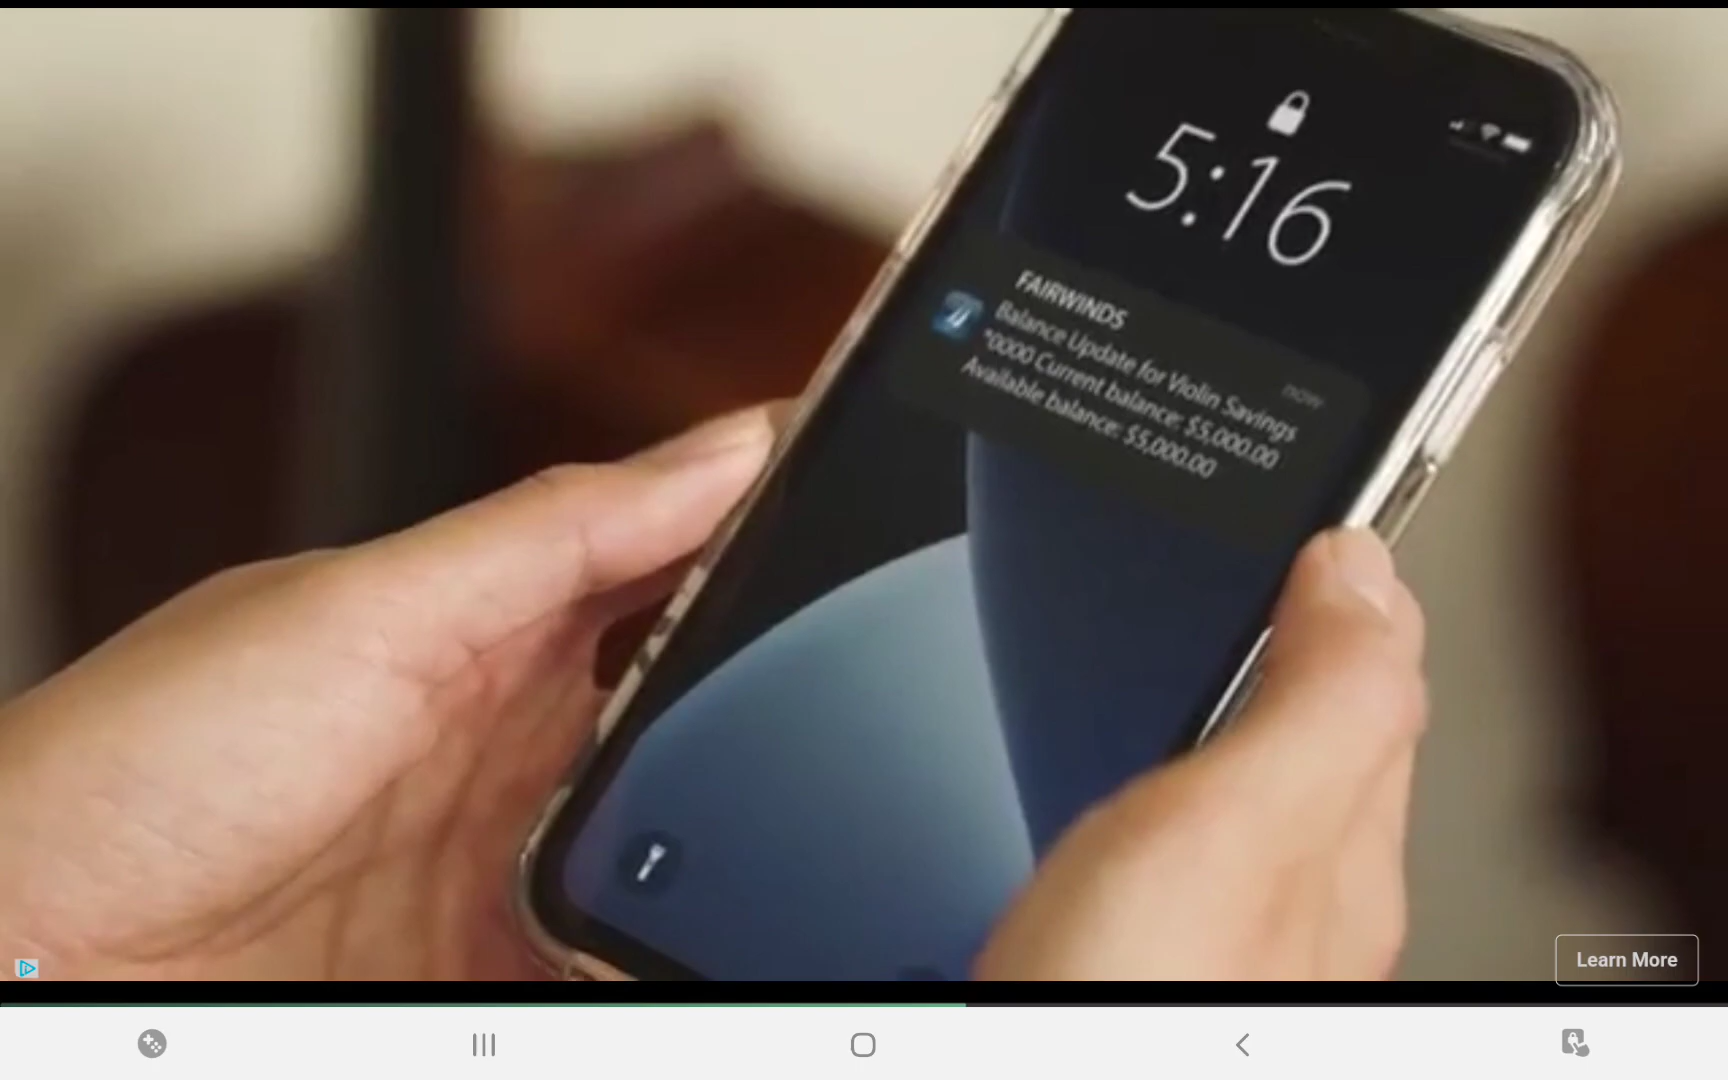 5:16
FAIRWINDS
now
Balance Update for Violin Savings
*0000 Current balance: $5,000.00
Available balance: $5,000.00
Learn More